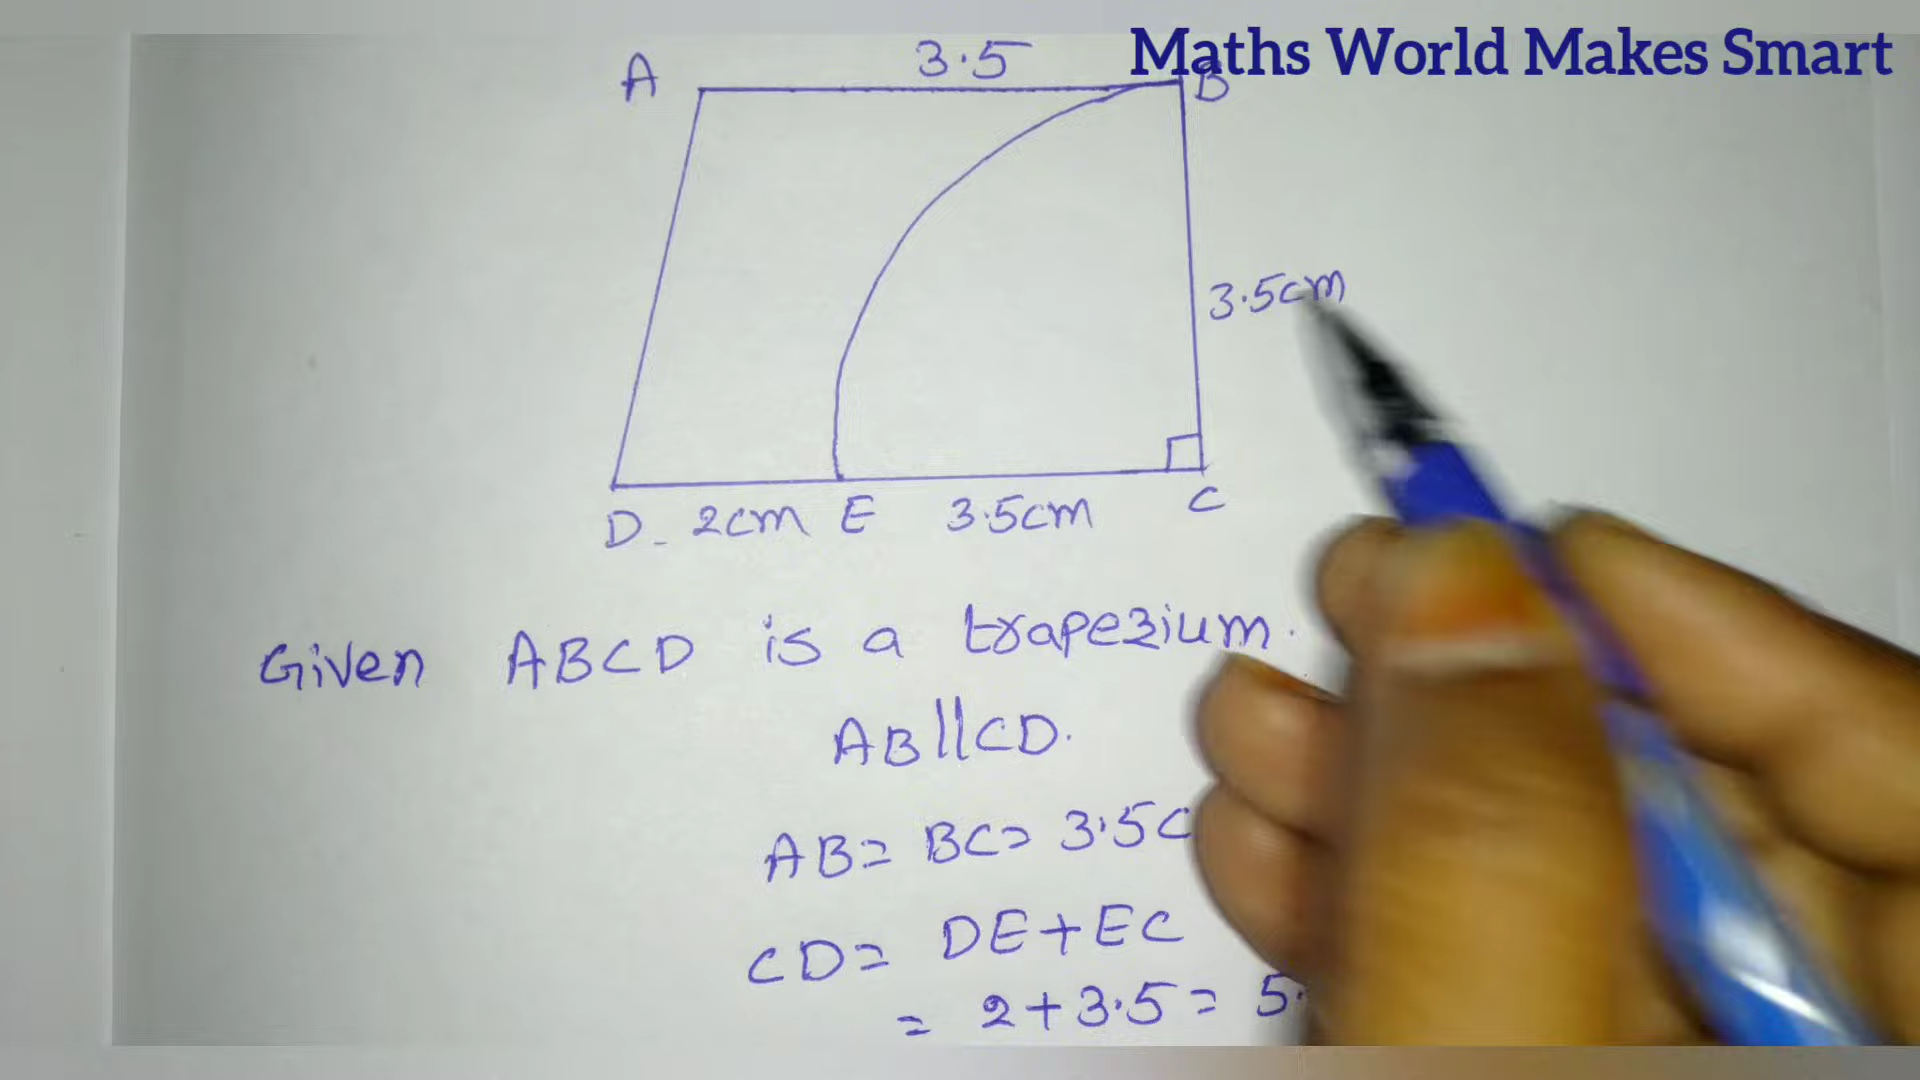 Maths World Makes Smart
A 3.5 B
3.5cm
D 2cm E 3.5cm C
Given ABCD is a trapezium.
AB||CD.
AB = BC = 3.5c
CD = DE + EC
= 2 + 3.5 = 5.